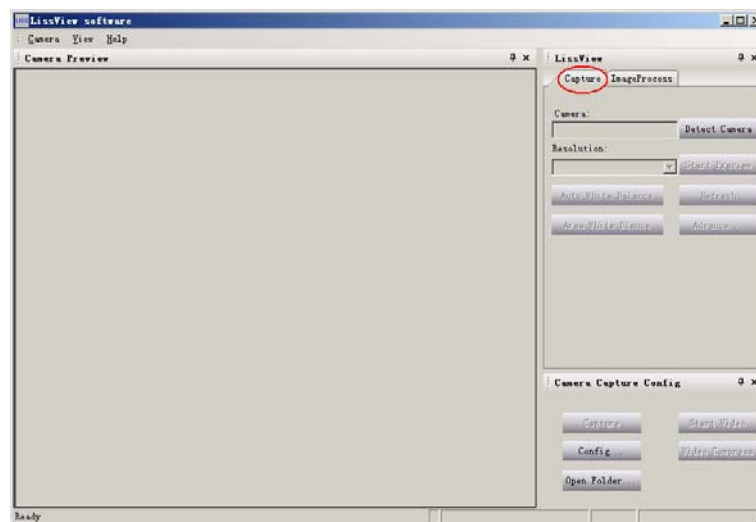 LissView software
Camera View Help
Camera Preview
LissView
Capture ImageProcess
Camera:
Detect Camera
Resolution:
Start Preview
Auto White Balance Refresh
Area White Blance Advance...
Camera Capture Config
Capture Start Video
Config... Video Compress
Open Folder...
Ready